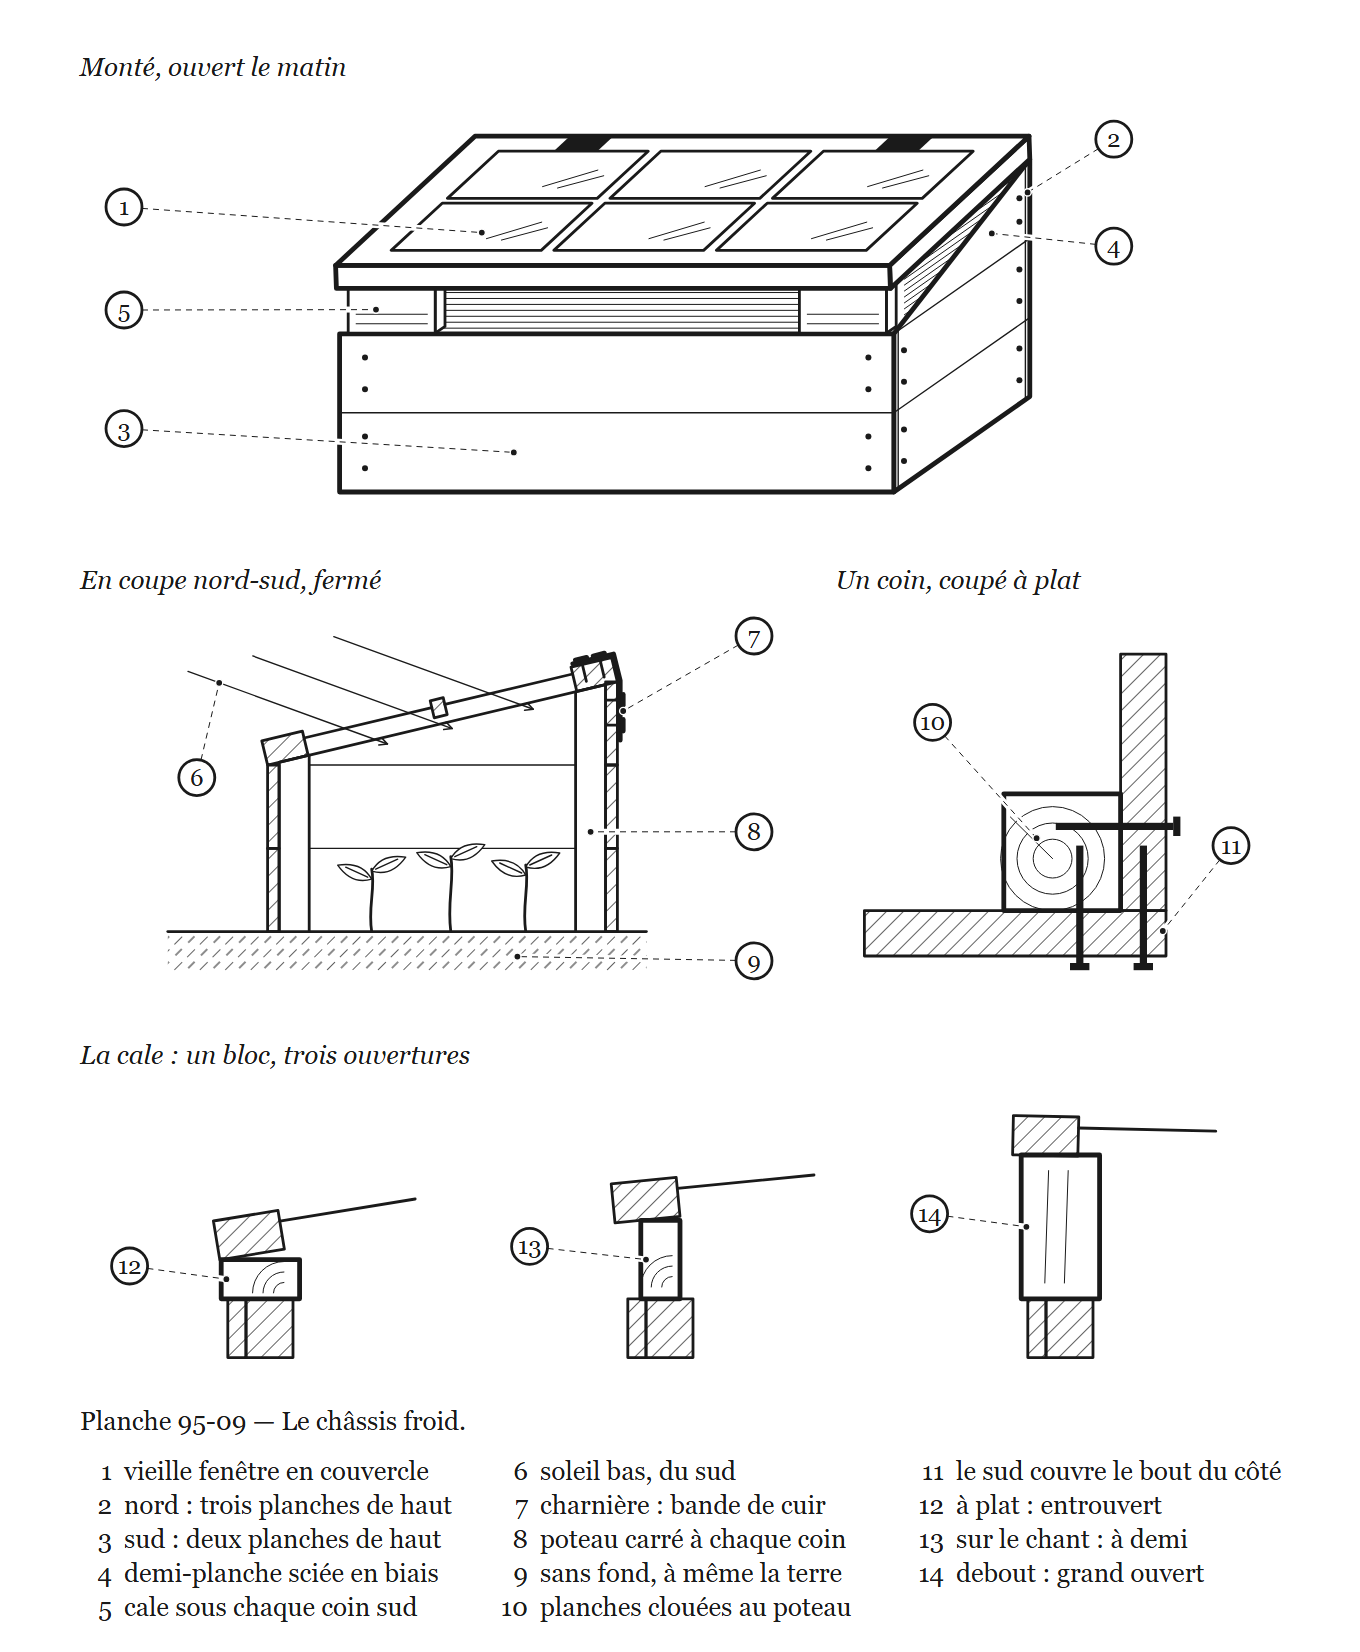 Monté, ouvert le matin
1
2
4
5
3
En coupe nord-sud, fermé
Un coin, coupé à plat
7
6
8
9
10
11
La cale : un bloc, trois ouvertures
12
13
14
Planche 95-09 — Le châssis froid.
1 vieille fenêtre en couvercle
2 nord : trois planches de haut
3 sud : deux planches de haut
4 demi-planche sciée en biais
5 cale sous chaque coin sud
6 soleil bas, du sud
7 charnière : bande de cuir
8 poteau carré à chaque coin
9 sans fond, à même la terre
10 planches clouées au poteau
11 le sud couvre le bout du côté
12 à plat : entrouvert
13 sur le chant : à demi
14 debout : grand ouvert